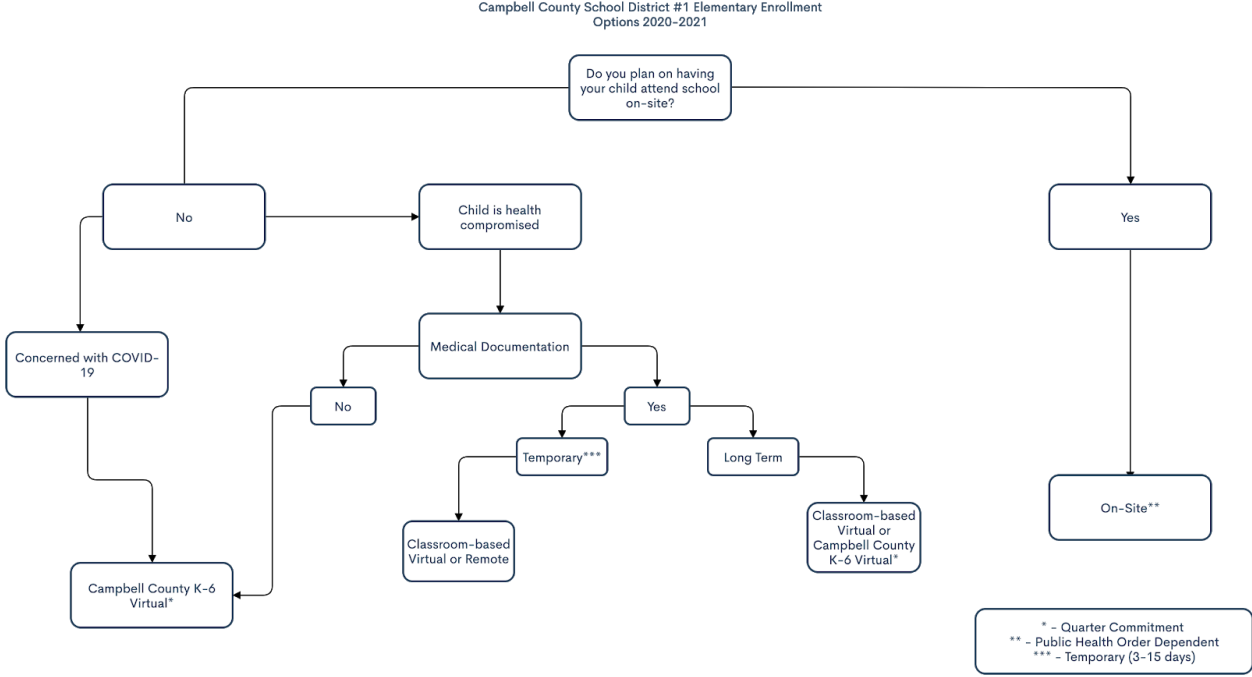 Campbell County School District #1 Elementary Enrollment
Options 2020-2021
Do you plan on having
your child attend school
on-site?
No
Child is health
compromised
Yes
Concerned with COVID-
19
Medical Documentation
No
Yes
Temporary***
Long Term
On-Site**
Classroom-based
Virtual or Remote
Classroom-based
Virtual or
Campbell County
K-6 Virtual*
Campbell County K-6
Virtual*
* - Quarter Commitment
** - Public Health Order Dependent
*** - Temporary (3-15 days)